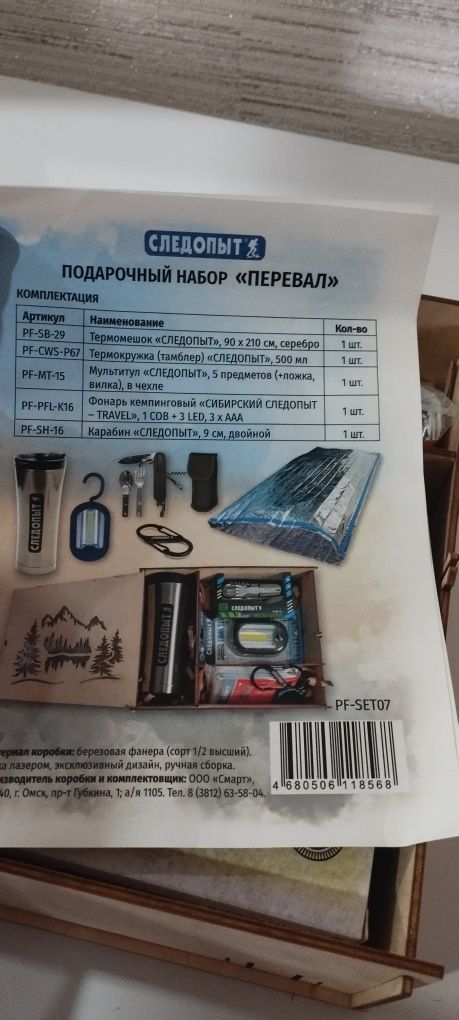 СЛЕДОПЫТ
ПОДАРОЧНЫЙ НАБОР «ПЕРЕВАЛ»
КОМПЛЕКТАЦИЯ
Артикул Наименование Кол-во
PF-SB-29 Термомешок «СЛЕДОПЫТ», 90 x 210 см, серебро 1 шт.
PF-CWS-P67 Термокружка (тамблер) «СЛЕДОПЫТ», 500 мл 1 шт.
PF-MT-15 Мультитул «СЛЕДОПЫТ», 5 предметов (+ложка,
вилка), в чехле 1 шт.
PF-PFL-K16 Фонарь кемпинговый «СИБИРСКИЙ СЛЕДОПЫТ
– TRAVEL», 1 COB + 3 LED, 3 x AAA 1 шт.
PF-SH-16 Карабин «СЛЕДОПЫТ», 9 см, двойной 1 шт.
СЛЕДОПЫТ
СЛЕДОПЫТ
СЛЕДОПЫТ
PF-SET07
териал коробки: березовая фанера (сорт 1/2 высший).
ка лазером, эксклюзивный дизайн, ручная сборка.
изводитель коробки и комплектовщик: ООО «Смарт»,
40, г. Омск, пр-т Губкина, 1; а/я 1105. Тел. 8 (3812) 63-58-04.
4 680506 118568